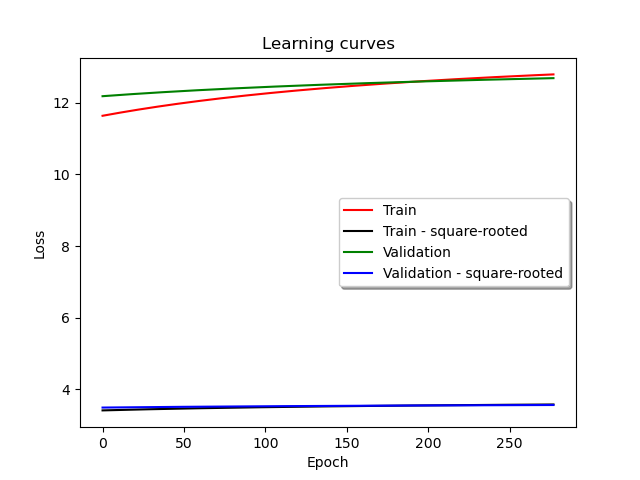 Learning curves
Loss
12
10
8
6
4
Train
Train - square-rooted
Validation
Validation - square-rooted
0 50 100 150 200 250
Epoch